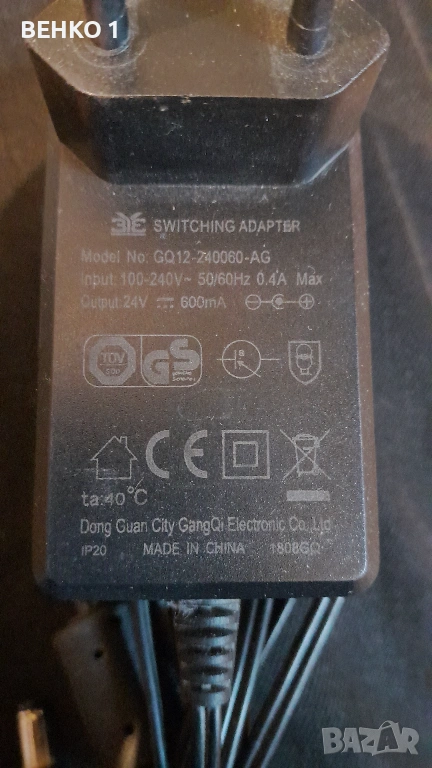 ВЕНКО 1
SWITCHING ADAPTER
Model No: GQ12-240060-AG
Input: 100-240V~ 50/60Hz 0.4A Max
Output: 24V ⎓ 600mA
TÜV GS
CE
ta:40°C
Dong Guan City GangQi Electronic Co.,Ltd
IP20 MADE IN CHINA 1808GQ
BAZAR